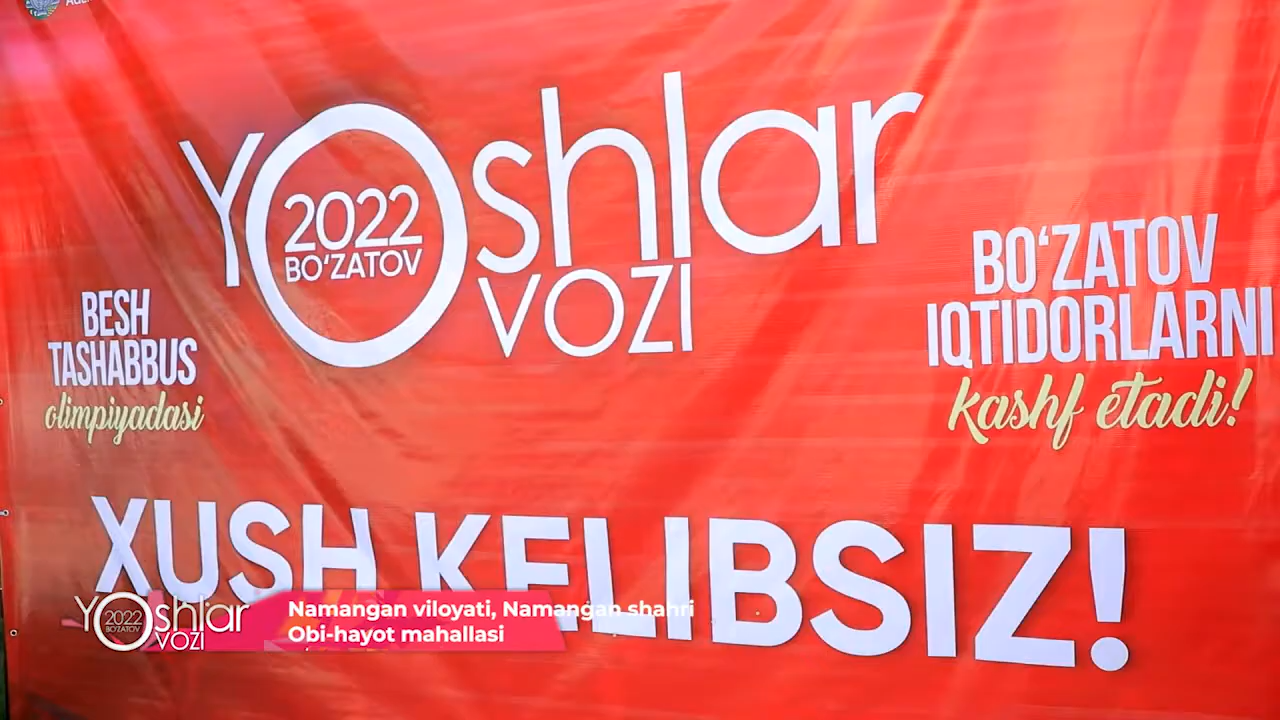 Yoshlar
2022
BO‘ZATOV
VOZI
BESH
TASHABBUS
olimpiyadasi
BO‘ZATOV
IQTIDORLARNI
kashf etadi!
XUSH KELIBSIZ!
Yoshlar
2022
BO‘ZATOV
VOZI
Namangan viloyati, Namangan shahri
Obi-hayot mahallasi